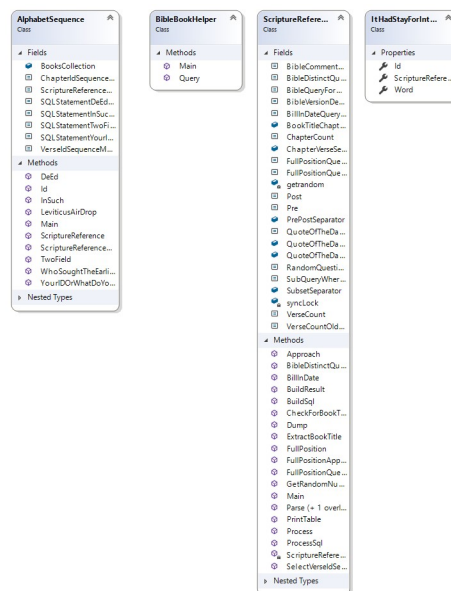 AlphabetSequence
Class
Fields
BooksCollection
ChapterIdSequence...
ScriptureReference...
SQLStatementDeEd...
SQLStatementInSuc...
SQLStatementTwoFi...
SQLStatementYourI...
VerseIdSequenceM...
Methods
DeEd
Id
InSuch
LeviticusAirDrop
Main
ScriptureReference
ScriptureReference...
TwoField
WhoSoughtTheEarli...
YourIDOrWhatDoYo...
Nested Types
BibleBookHelper
Class
Methods
Main
Query
ScriptureRefere...
Class
Fields
BibleComment...
BibleDistinctQu...
BibleQueryFor...
BibleVersionDe...
BillInDateQuery...
BookTitleChapt...
ChapterCount
ChapterVerseSe...
FullPositionQue...
FullPositionQue...
getrandom
Post
Pre
PrePostSeparator
QuoteOfTheDa...
QuoteOfTheDa...
QuoteOfTheDa...
RandomQuesti...
SubQueryWher...
SubsetSeparator
syncLock
VerseCount
VerseCountOld...
Methods
Approach
BibleDistinctQu...
BillInDate
BuildResult
BuildSql
CheckForBookT...
Dump
ExtractBookTitle
FullPosition
FullPositionApp...
FullPositionQue...
GetRandomNu...
Main
Parse (+ 1 overl...
PrintTable
Process
ProcessSql
ScriptureRefere...
SelectVerseIdSe...
Nested Types
ItHadStayForInt...
Class
Properties
Id
ScriptureRefere...
Word